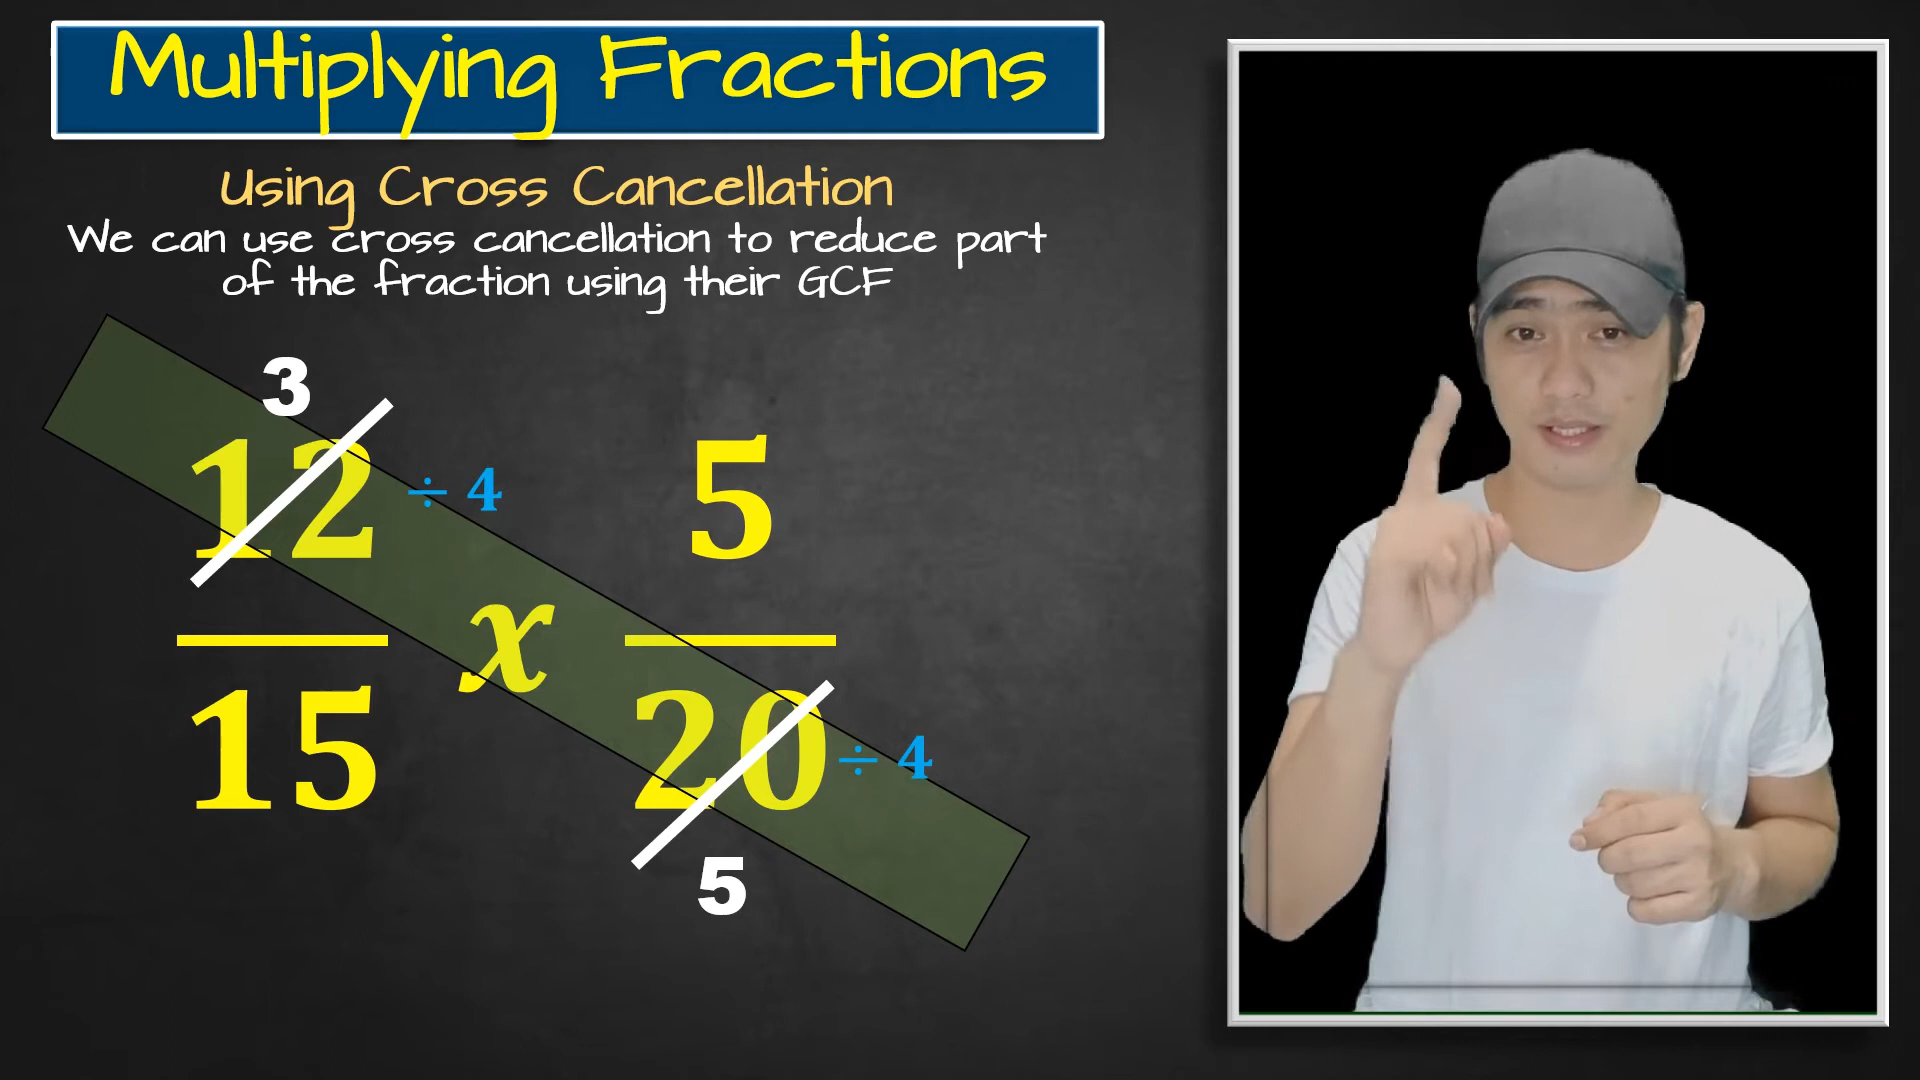 Multiplying Fractions
Using Cross Cancellation
We can use cross cancellation to reduce part
of the fraction using their GCF
3
12 ÷ 4
5
x
15
20 ÷ 4
5